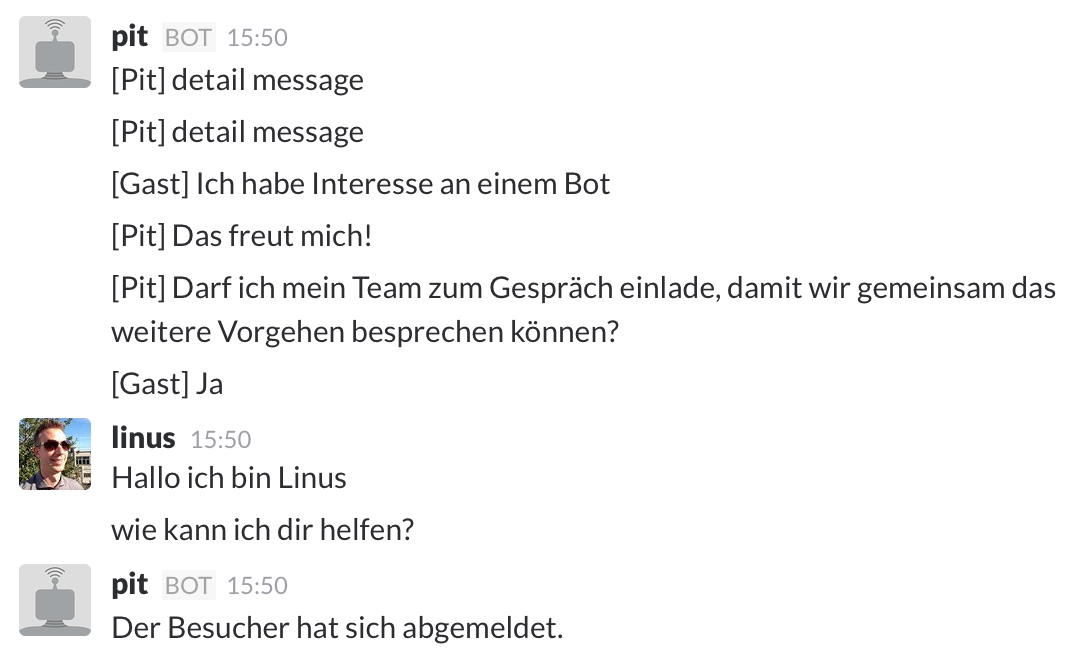 pit BOT 15:50
[Pit] detail message
[Pit] detail message
[Gast] Ich habe Interesse an einem Bot
[Pit] Das freut mich!
[Pit] Darf ich mein Team zum Gespräch einlade, damit wir gemeinsam das
weitere Vorgehen besprechen können?
[Gast] Ja
linus 15:50
Hallo ich bin Linus
wie kann ich dir helfen?
pit BOT 15:50
Der Besucher hat sich abgemeldet.